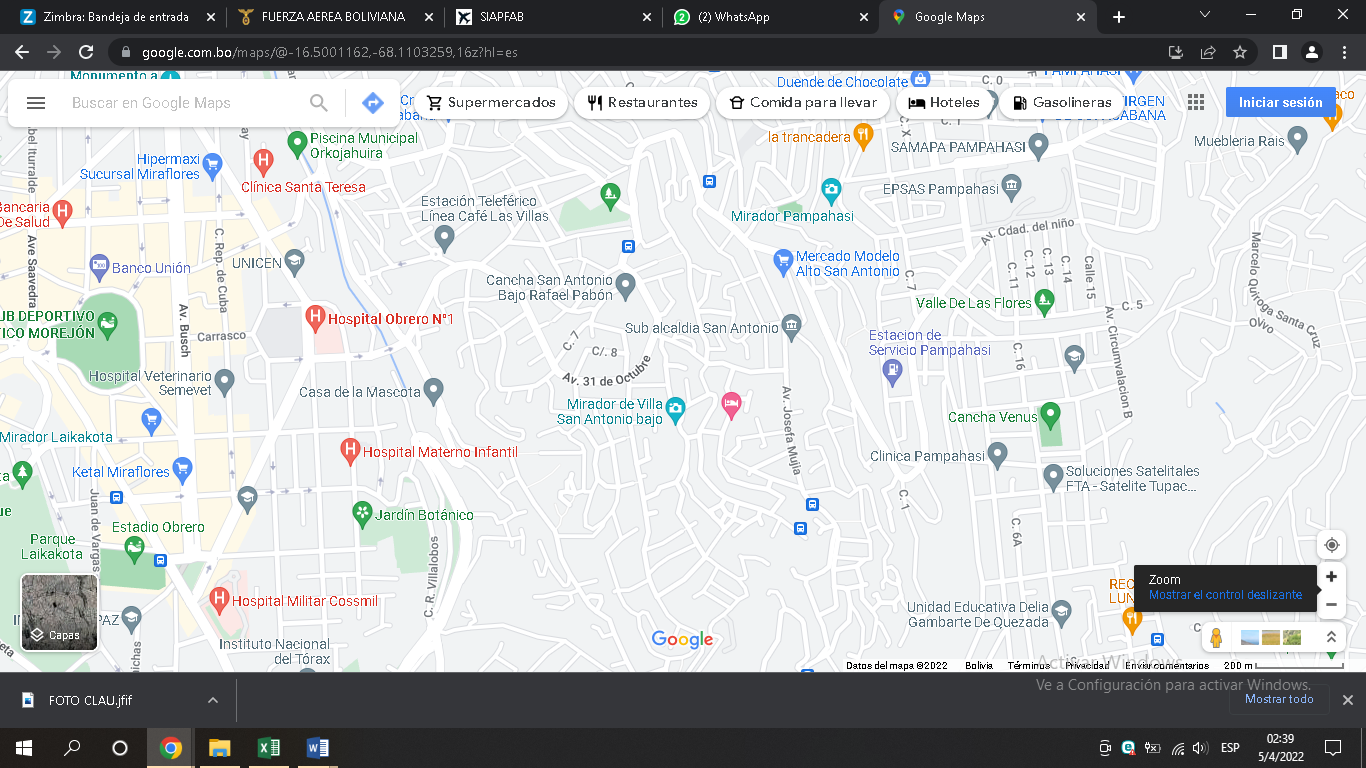 Zimbra: Bandeja de entrada
FUERZA AEREA BOLIVIANA
SIAPFAB
(2) WhatsApp
Google Maps
google.com.bo/maps/@-16.5001162,-68.1103259,16z?hl=es
Buscar en Google Maps
Supermercados
Restaurantes
Comida para llevar
Hoteles
Gasolineras
Iniciar sesión
Monumento a
Duende de Chocolate
C. 0
PAMPAHASI
VIRGEN
DE COPACABANA
Piscina Municipal
Orkojahuira
la trancadera
C. X
SAMAPA PAMPAHASI
Muebleria Rais
Hipermaxi
Sucursal Miraflores
Clínica Santa Teresa
Bancaria
De Salud
Estación Teleférico
Línea Café Las Villas
EPSAS Pampahasi
Mirador Pampahasi
Av. Cdad. del niño
Ave Saavedra
C. Rep. de Cuba
UNICEN
Banco Unión
Mercado Modelo
Alto San Antonio
C. 7
C. 11
C. 12
C. 13
C. 14
Calle 15
Marcelo Quiroga Santa Cruz
Olivo
Cancha San Antonio
Bajo Rafael Pabón
Valle De Las Flores
C. 5
UB DEPORTIVO
TICO MOREJÓN
Av. Busch
Hospital Obrero N°1
Carrasco
Sub alcaldia San Antonio
Estacion de
Servicio Pampahasi
C. 7
C/. 8
Av. 31 de Octubre
C. 16
Av. Circunvalacion B
Hospital Veterinario
Semevet
Casa de la Mascota
Mirador de Villa
San Antonio bajo
Av. Josefa Mujia
Cancha Venus
Mirador Laikakota
Ketal Miraflores
Hospital Materno Infantil
Clinica Pampahasi
Soluciones Satelitales
FTA - Satelite Tupac...
C. 1
Juan de Vargas
Jardín Botánico
Estadio Obrero
C. 6A
Parque
Laikakota
C. R. Villalobos
Zoom
Mostrar el control deslizante
Hospital Militar Cossmil
Unidad Educativa Delia
Gambarte De Quezada
Capas
Instituto Nacional
del Tórax
Google
Datos del mapa ©2022
Bolivia
Términos
Privacidad
Enviar comentarios
200 m
Activar Windows
Ve a Configuración para activar Windows.
FOTO CLAU.jfif
Mostrar todo
ESP
02:39
5/4/2022